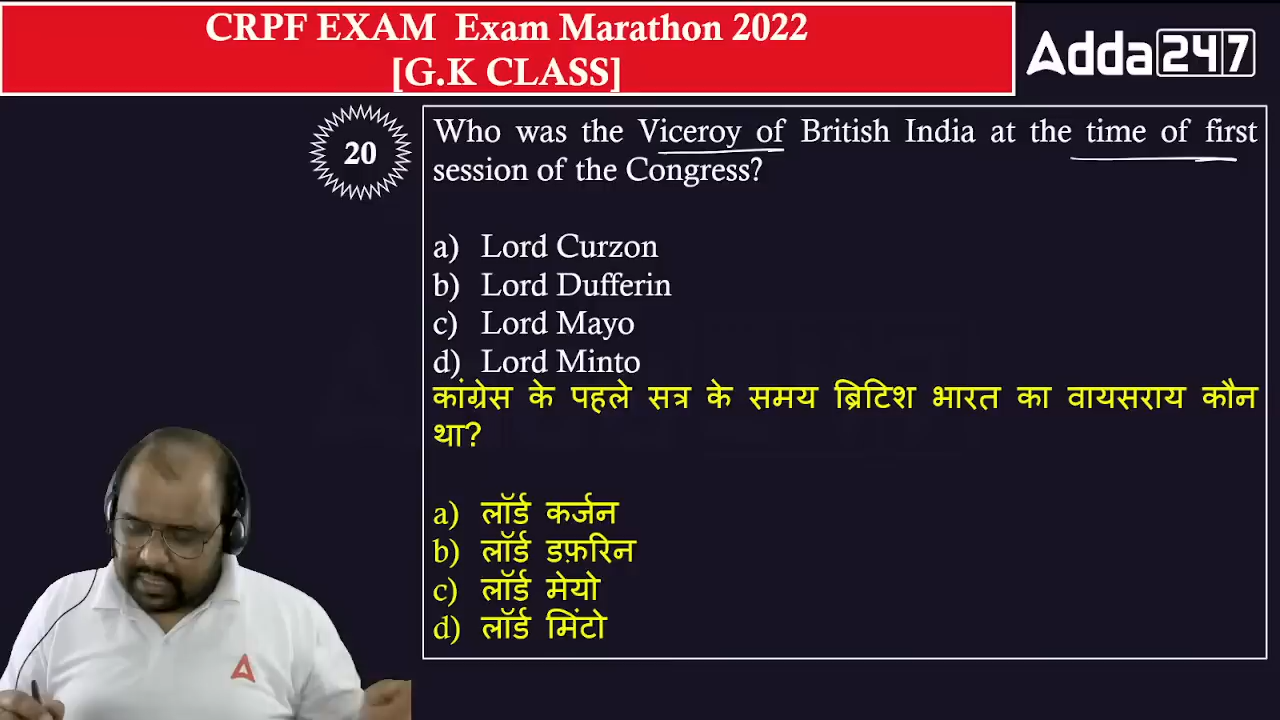 CRPF EXAM Exam Marathon 2022
[G.K CLASS]
Adda247
20
Who was the Viceroy of British India at the time of first
session of the Congress?
a) Lord Curzon
b) Lord Dufferin
c) Lord Mayo
d) Lord Minto
कांग्रेस के पहले सत्र के समय ब्रिटिश भारत का वायसराय कौन
था?
a) लॉर्ड कर्जन
b) लॉर्ड डफ़रिन
c) लॉर्ड मेयो
d) लॉर्ड मिंटो